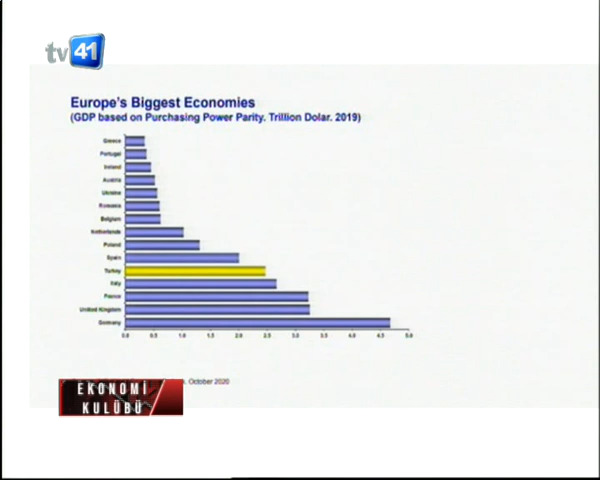 tv41
Europe's Biggest Economies
(GDP based on Purchasing Power Parity. Trillion Dolar. 2019)
Greece
Portugal
Ireland
Austria
Ukraine
Romania
Belgium
Netherlands
Poland
Spain
Turkey
Italy
France
United Kingdom
Germany
0.0 0.5 1.0 1.5 2.0 2.5 3.0 3.5 4.0 4.5 5.0
October 2020
EKONOMİ
KULÜBÜ